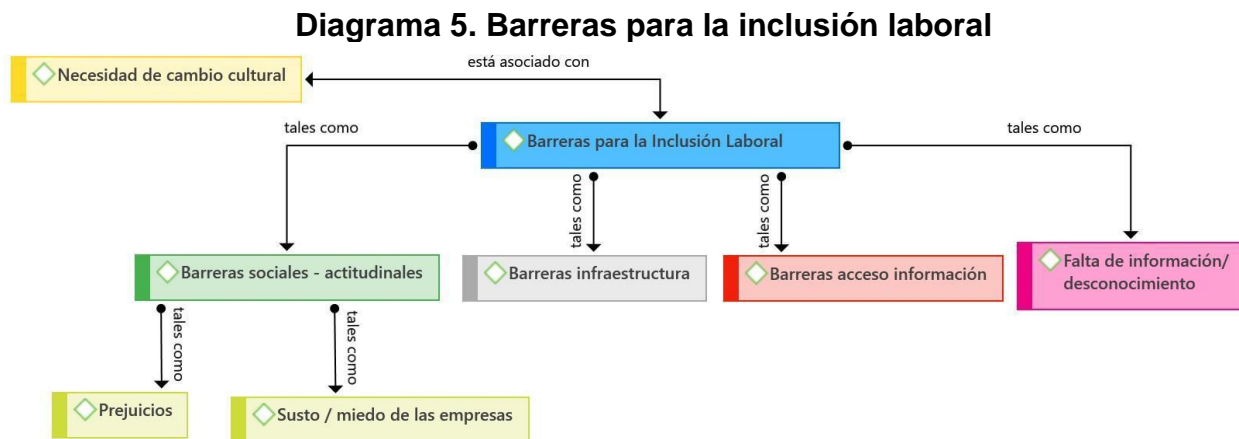 Diagrama 5. Barreras para la inclusión laboral
está asociado con
Necesidad de cambio cultural
tales como
Barreras para la Inclusión Laboral
tales como
tales como
tales como
Barreras sociales - actitudinales
Barreras infraestructura
Barreras acceso información
Falta de información/
desconocimiento
tales como
tales como
Prejuicios
Susto / miedo de las empresas